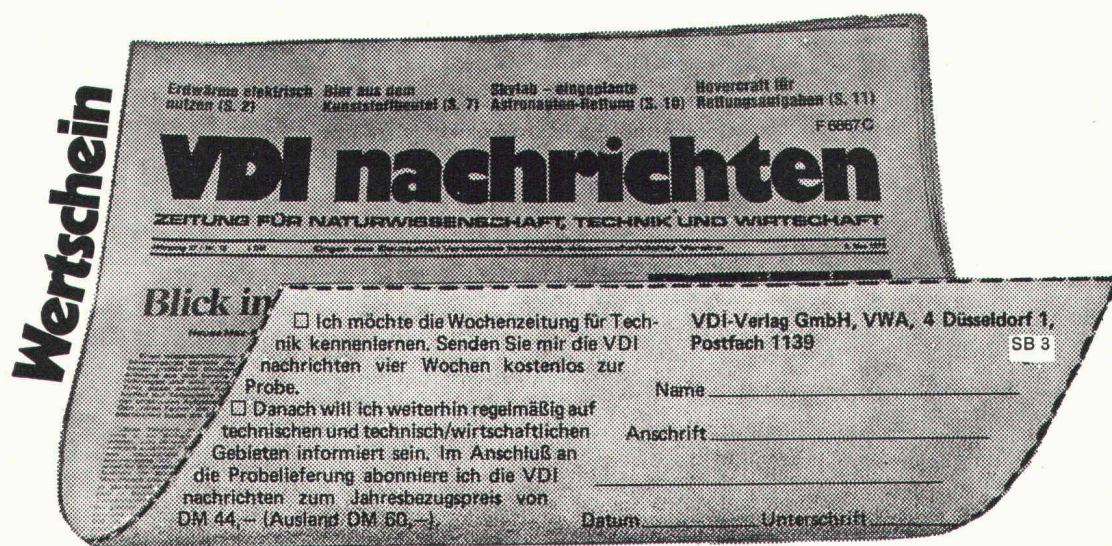 Wertschein
Erdwärme elektrisch nutzen (S. 2)
Bier aus dem Kunststoffbeutel (S. 7)
Skylab – eingeplante Astronauten-Rettung (S. 10)
Hovercraft für Rettungsaufgaben (S. 11)
F 6867 C
VDI nachrichten
ZEITUNG FÜR NATURWISSENSCHAFT, TECHNIK UND WIRTSCHAFT
Blick in
☐ Ich möchte die Wochenzeitung für Tech-
nik kennenlernen. Senden Sie mir die VDI
nachrichten vier Wochen kostenlos zur
Probe.
☐ Danach will ich weiterhin regelmäßig auf
technischen und technisch/wirtschaftlichen
Gebieten informiert sein. Im Anschluß an
die Probelieferung abonniere ich die VDI
nachrichten zum Jahresbezugspreis von
DM 44,– (Ausland DM 60,–).
VDI-Verlag GmbH, VWA, 4 Düsseldorf 1,
Postfach 1139
SB 3
Name
Anschrift
Datum Unterschrift